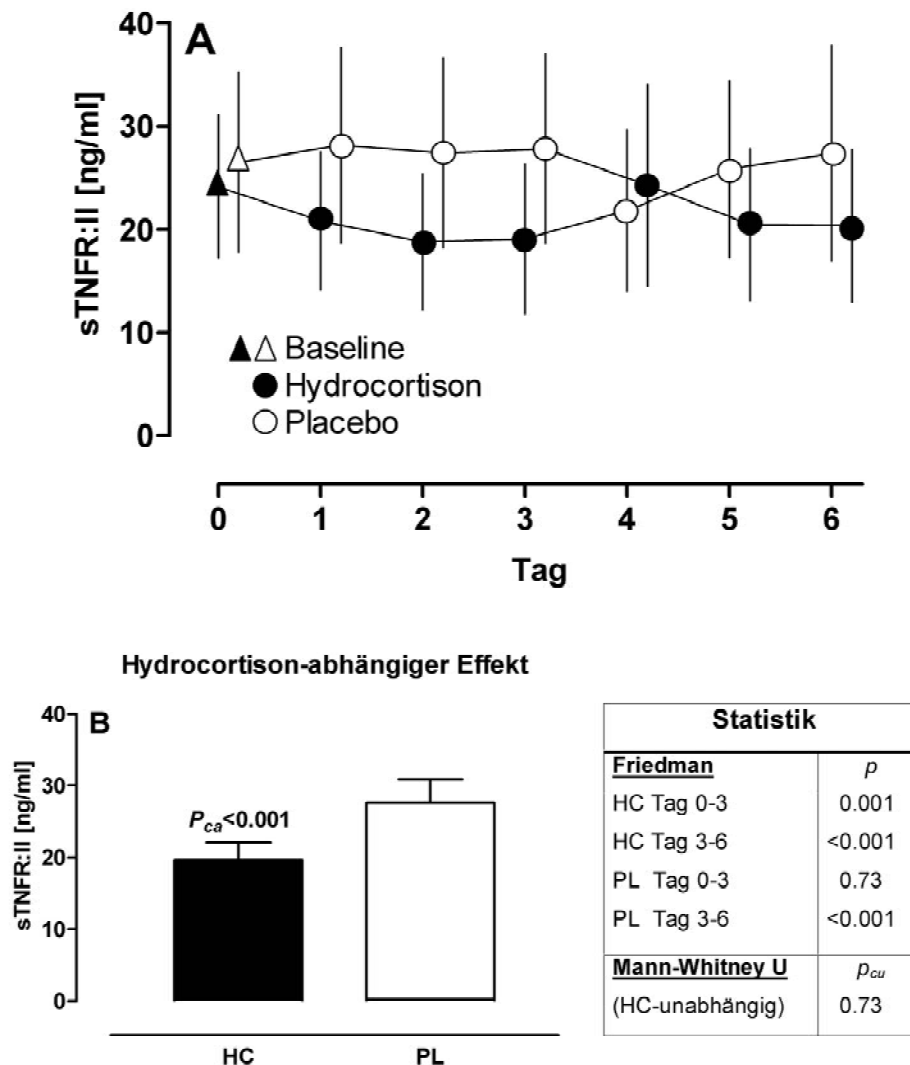 A
sTNFR:II [ng/ml]
40
30
20
10
0
Baseline
Hydrocortison
Placebo
0 1 2 3 4 5 6
Tag
Hydrocortison-abhängiger Effekt
B
sTNFR:II [ng/ml]
40
30
20
10
0
Pca<0.001
HC PL
Statistik
Friedman p
HC Tag 0-3 0.001
HC Tag 3-6 <0.001
PL Tag 0-3 0.73
PL Tag 3-6 <0.001
Mann-Whitney U pcu
(HC-unabhängig) 0.73